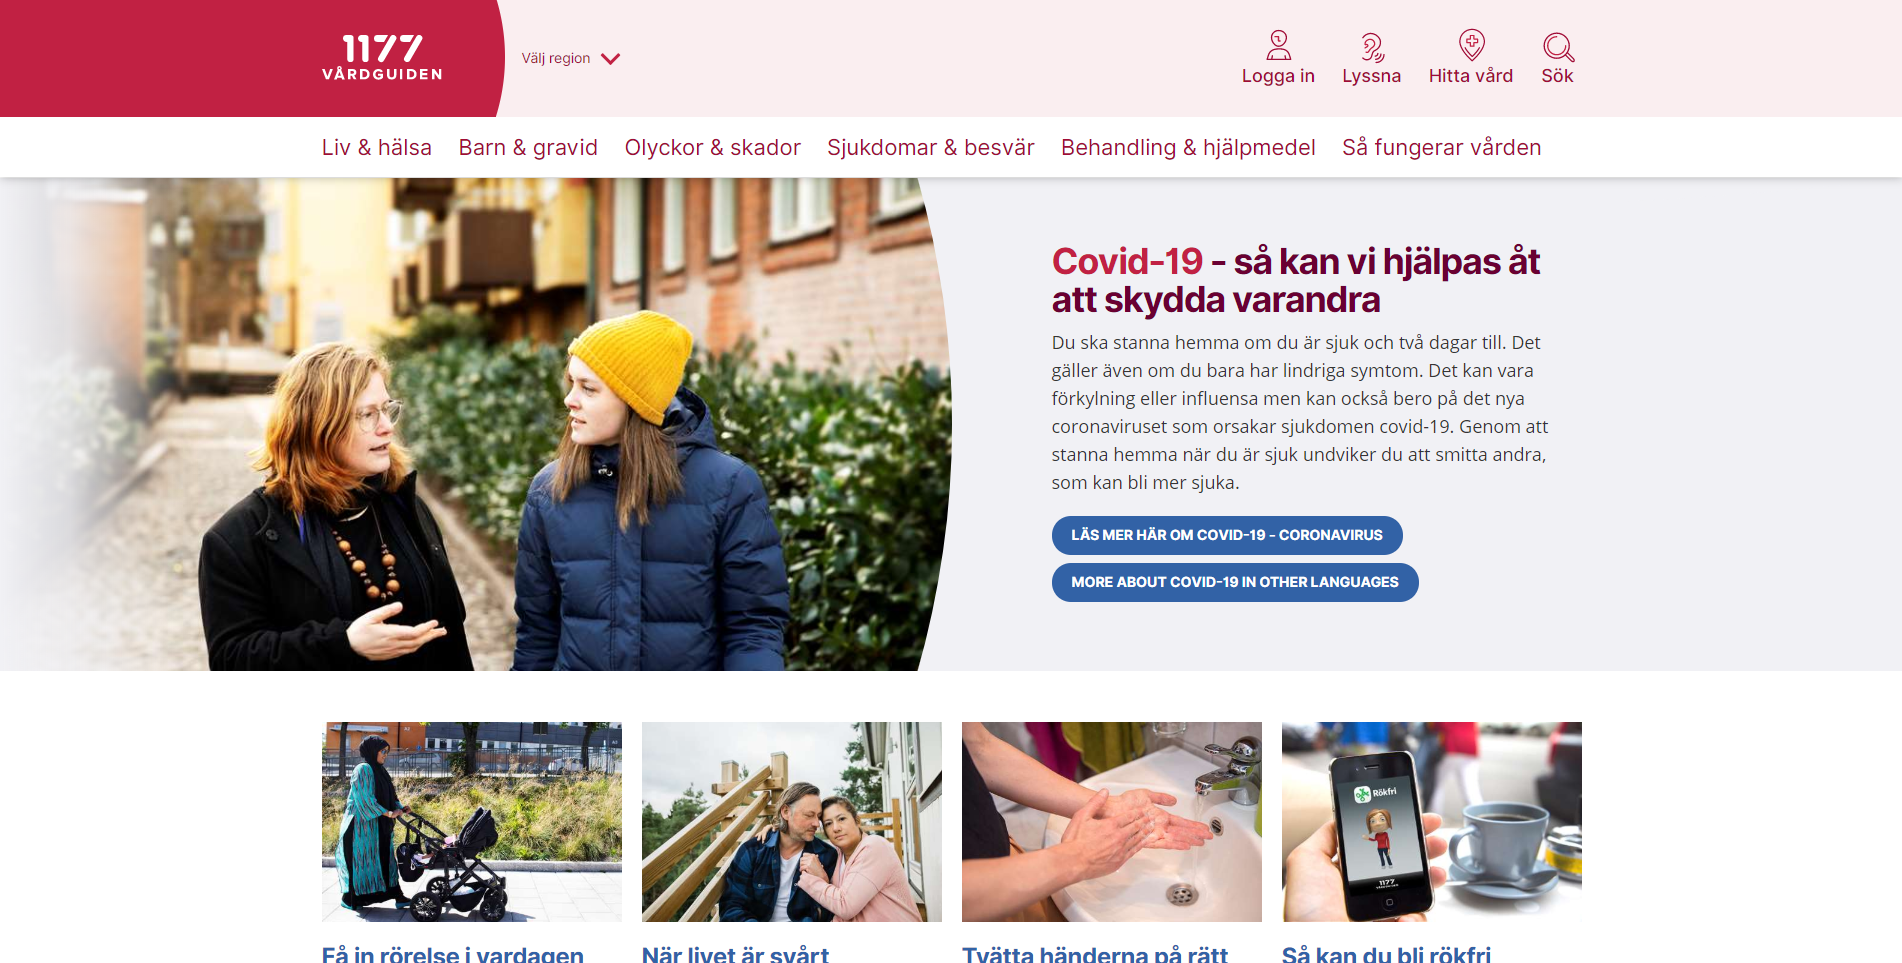 1177
VÅRDGUIDEN
Välj region
Logga in
Lyssna
Hitta vård
Sök
Liv & hälsa
Barn & gravid
Olyckor & skador
Sjukdomar & besvär
Behandling & hjälpmedel
Så fungerar vården
Covid-19 - så kan vi hjälpas åt
att skydda varandra
Du ska stanna hemma om du är sjuk och två dagar till. Det
gäller även om du bara har lindriga symtom. Det kan vara
förkylning eller influensa men kan också bero på det nya
coronaviruset som orsakar sjukdomen covid-19. Genom att
stanna hemma när du är sjuk undviker du att smitta andra,
som kan bli mer sjuka.
LÄS MER HÄR OM COVID-19 - CORONAVIRUS
MORE ABOUT COVID-19 IN OTHER LANGUAGES
Rökfri
1177
VÅRDGUIDEN
Få in rörelse i vardagen
När livet är svårt
Tvätta händerna på rätt
Så kan du bli rökfri